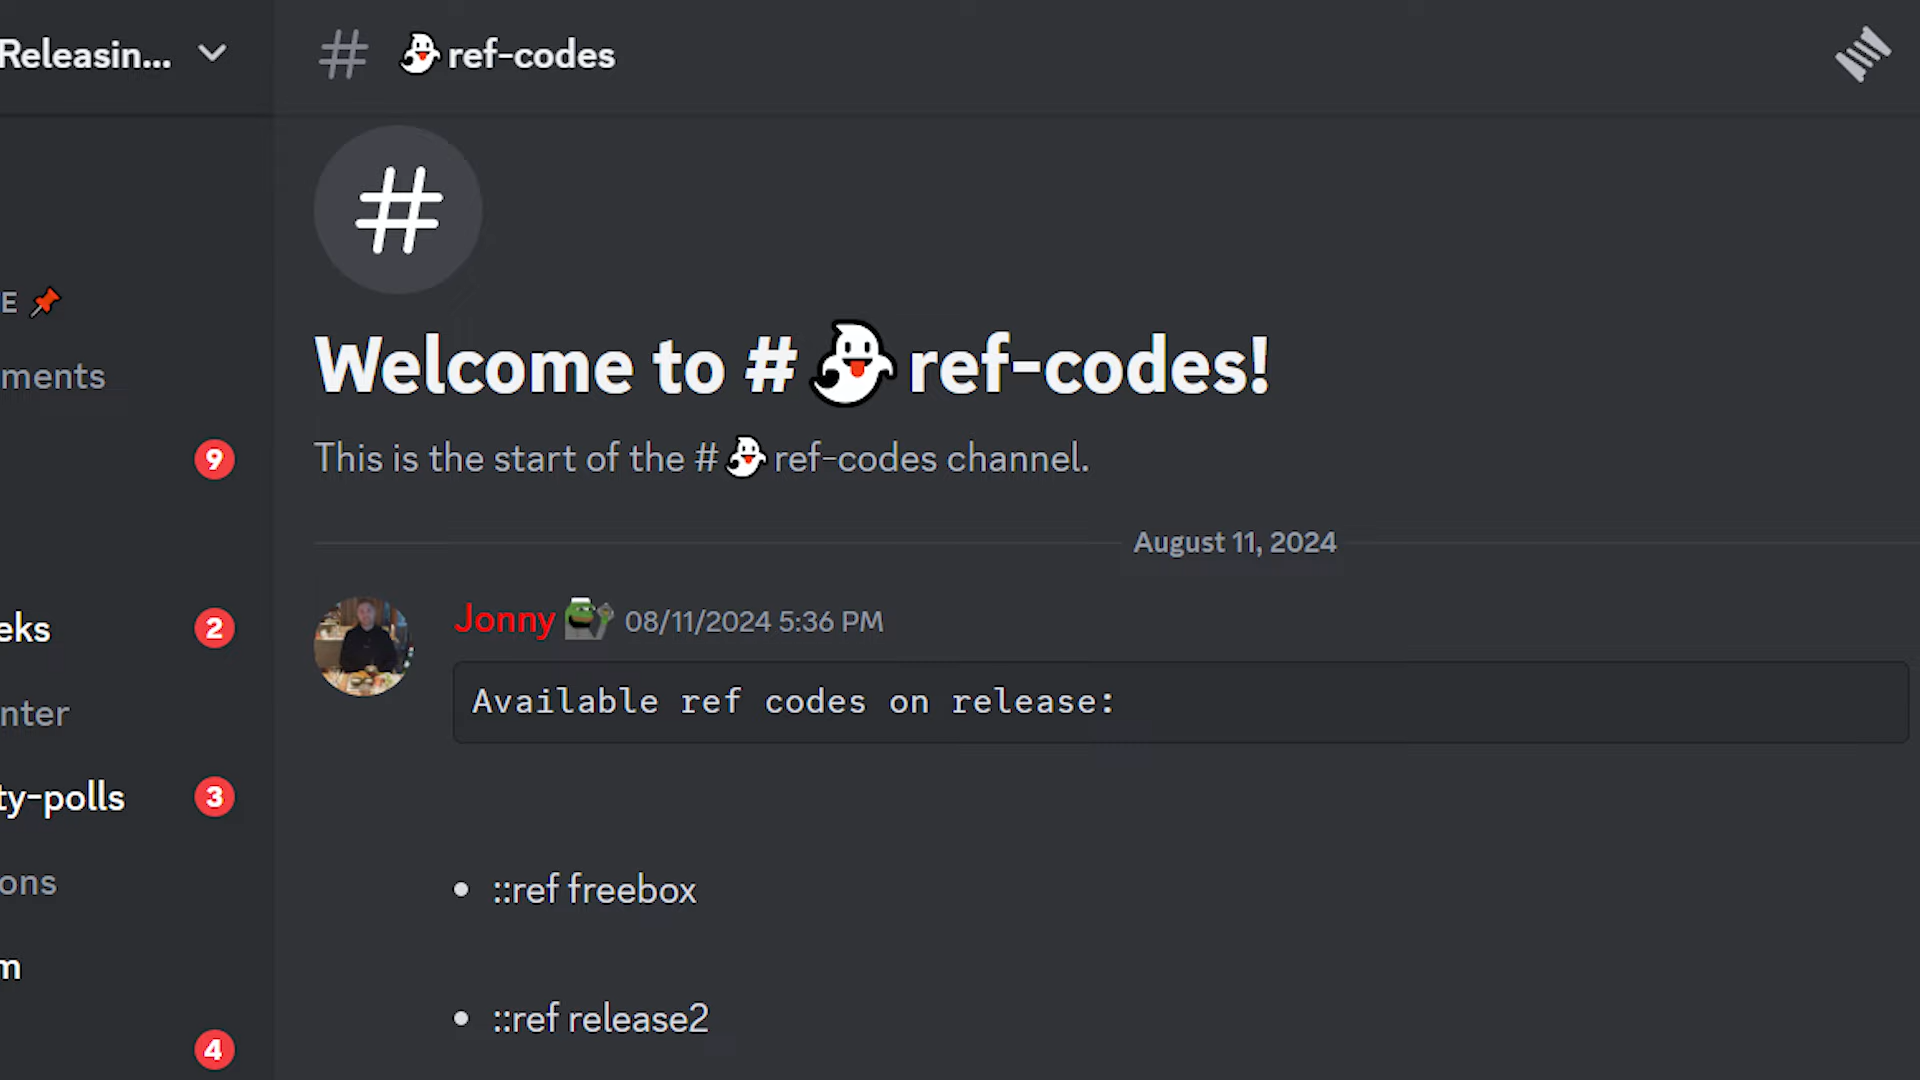 Releasin...
# 👻 ref-codes
E 📌
ments
9
eks
2
nter
ty-polls
3
ons
m
4
#
Welcome to #👻ref-codes!
This is the start of the #👻ref-codes channel.
August 11, 2024
Jonny 08/11/2024 5:36 PM
Available ref codes on release:
• ::ref freebox
• ::ref release2